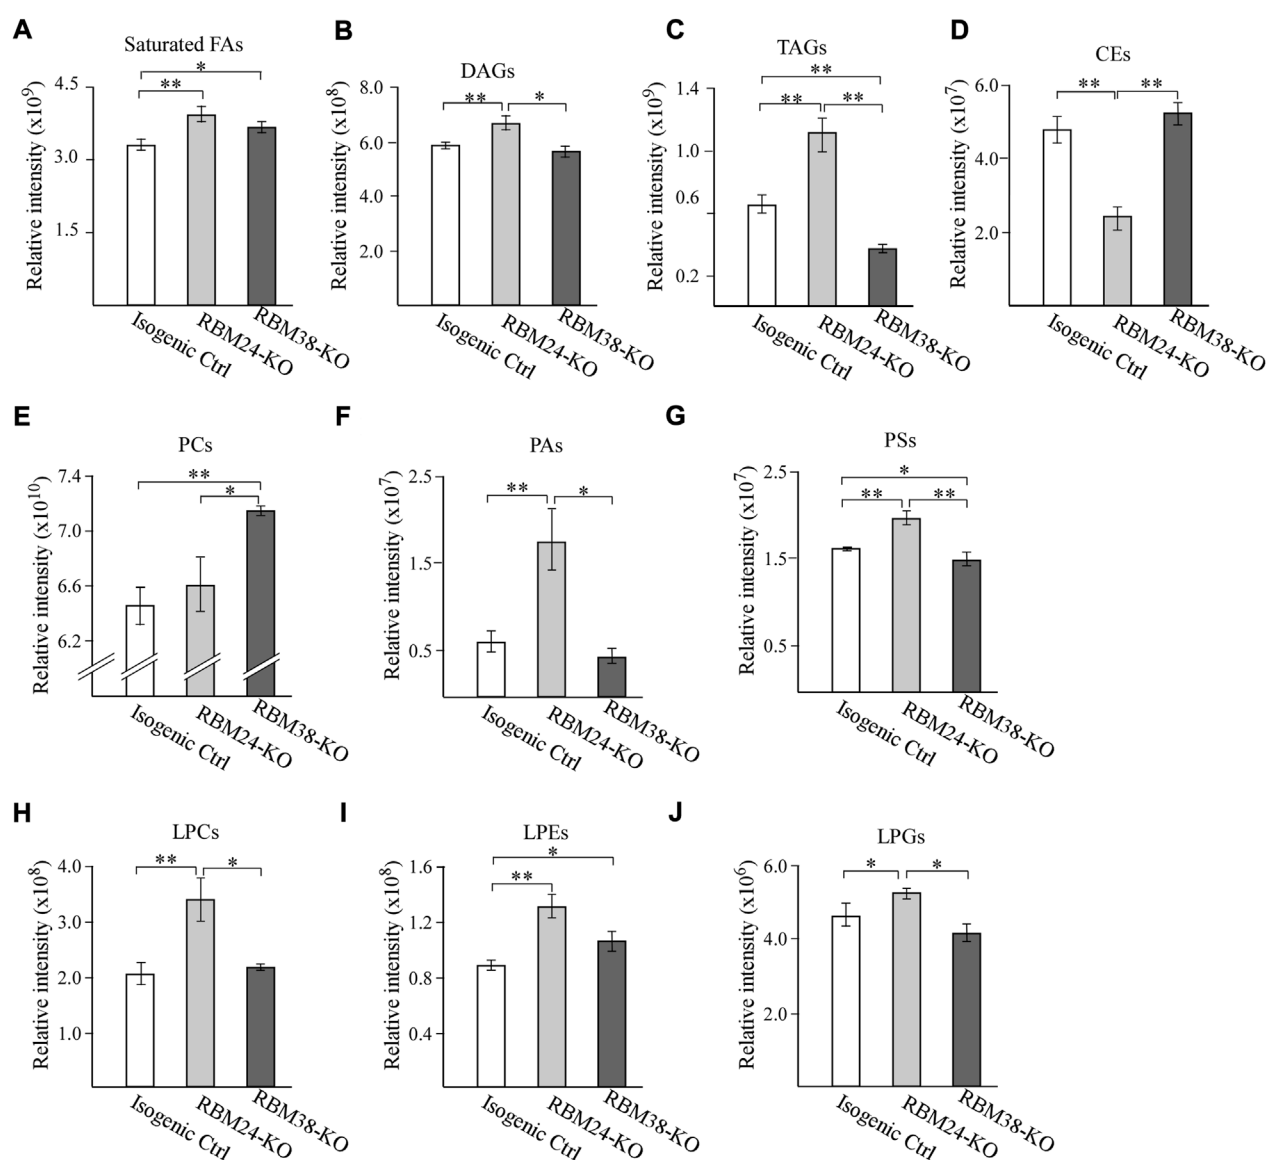 A
Saturated FAs
Relative intensity (x10⁹)
4.5
3.0
1.5
*
**
Isogenic Ctrl
RBM24-KO
RBM38-KO
B
DAGs
Relative intensity (x10⁸)
8.0
6.0
4.0
2.0
**
*
Isogenic Ctrl
RBM24-KO
RBM38-KO
C
TAGs
Relative intensity (x10⁹)
1.4
1.0
0.6
0.2
**
**
**
Isogenic Ctrl
RBM24-KO
RBM38-KO
D
CEs
Relative intensity (x10⁷)
6.0
4.0
2.0
**
**
Isogenic Ctrl
RBM24-KO
RBM38-KO
E
PCs
Relative intensity (x10¹⁰)
7.4
7.0
6.6
6.2
**
*
Isogenic Ctrl
RBM24-KO
RBM38-KO
F
PAs
Relative intensity (x10⁷)
2.5
1.5
0.5
**
*
Isogenic Ctrl
RBM24-KO
RBM38-KO
G
PSs
Relative intensity (x10⁷)
2.5
1.5
0.5
*
**
**
Isogenic Ctrl
RBM24-KO
RBM38-KO
H
LPCs
Relative intensity (x10⁸)
4.0
3.0
2.0
1.0
**
*
Isogenic Ctrl
RBM24-KO
RBM38-KO
I
LPEs
Relative intensity (x10⁸)
1.6
1.2
0.8
0.4
*
**
Isogenic Ctrl
RBM24-KO
RBM38-KO
J
LPGs
Relative intensity (x10⁶)
6.0
4.0
2.0
*
*
Isogenic Ctrl
RBM24-KO
RBM38-KO